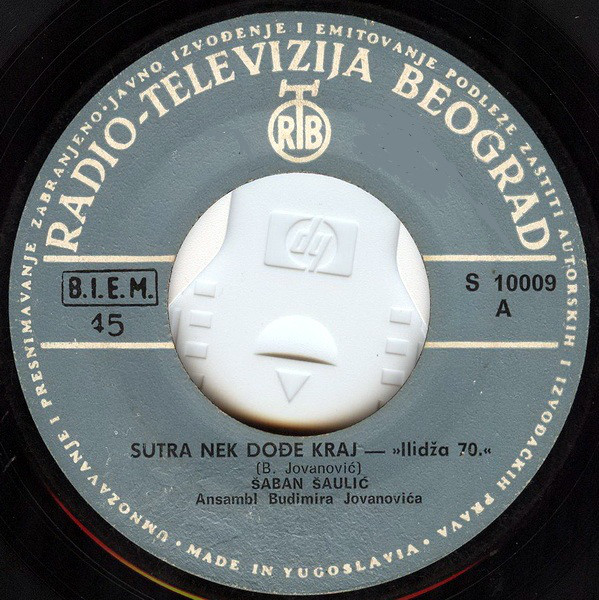 UMNOŽAVANJE I PRESNIMAVANJE ZABRANJENO · JAVNO IZVOĐENJE I EMITOVANJE PODLEŽE ZAŠTITI AUTORSKIH I IZVOĐAČKIH PRAVA ·
RADIO-TELEVIZIJA BEOGRAD
RTB
hp
B.I.E.M.
45
S 10009
A
SUTRA NEK DOĐE KRAJ — »Ilidža 70.«
(B. Jovanović)
ŠABAN ŠAULIĆ
Ansambl Budimira Jovanovića
· MADE IN YUGOSLAVIA ·